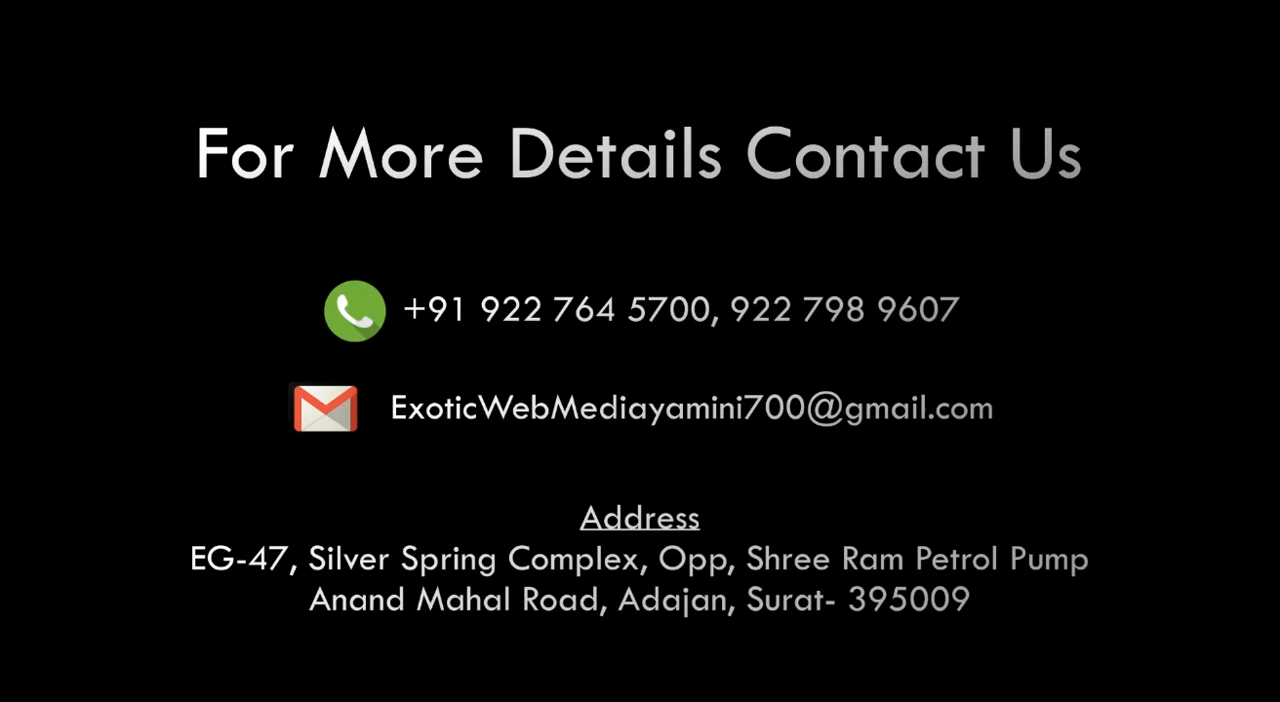 For More Details Contact Us
+91 922 764 5700, 922 798 9607
ExoticWebMediayamini700@gmail.com
Address
EG-47, Silver Spring Complex, Opp, Shree Ram Petrol Pump
Anand Mahal Road, Adajan, Surat- 395009